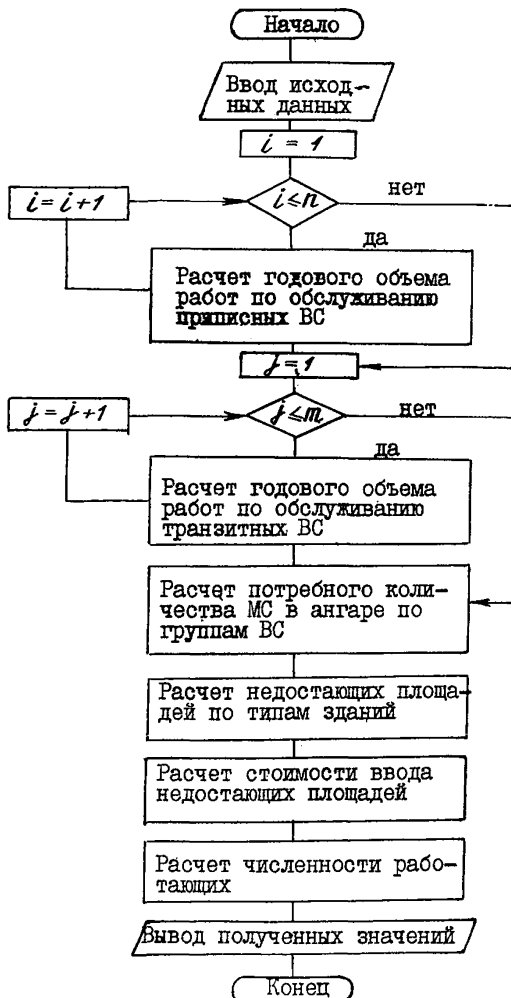 Начало
Ввод исход-
ных данных
i = 1
i = i+1
i ≤ n
нет
да
Расчет годового объема
работ по обслуживанию
приписных ВС
j = 1
j = j+1
j ≤ m
нет
да
Расчет годового объема
работ по обслуживанию
транзитных ВС
Расчет потребного коли-
чества МС в ангаре по
группам ВС
Расчет недостающих площа-
дей по типам зданий
Расчет стоимости ввода
недостающих площадей
Расчет численности рабо-
тающих
Вывод полученных значений
Конец